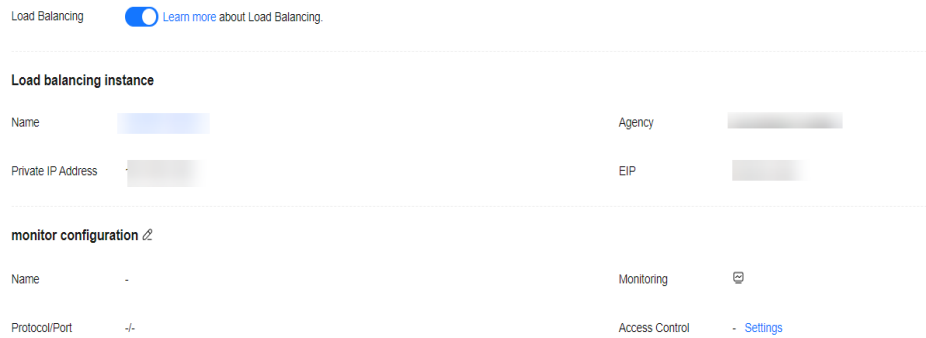 Load Balancing Learn more about Load Balancing.
Load balancing instance
Name Agency
Private IP Address EIP
monitor configuration
Name - Monitoring
Protocol/Port -/- Access Control - Settings